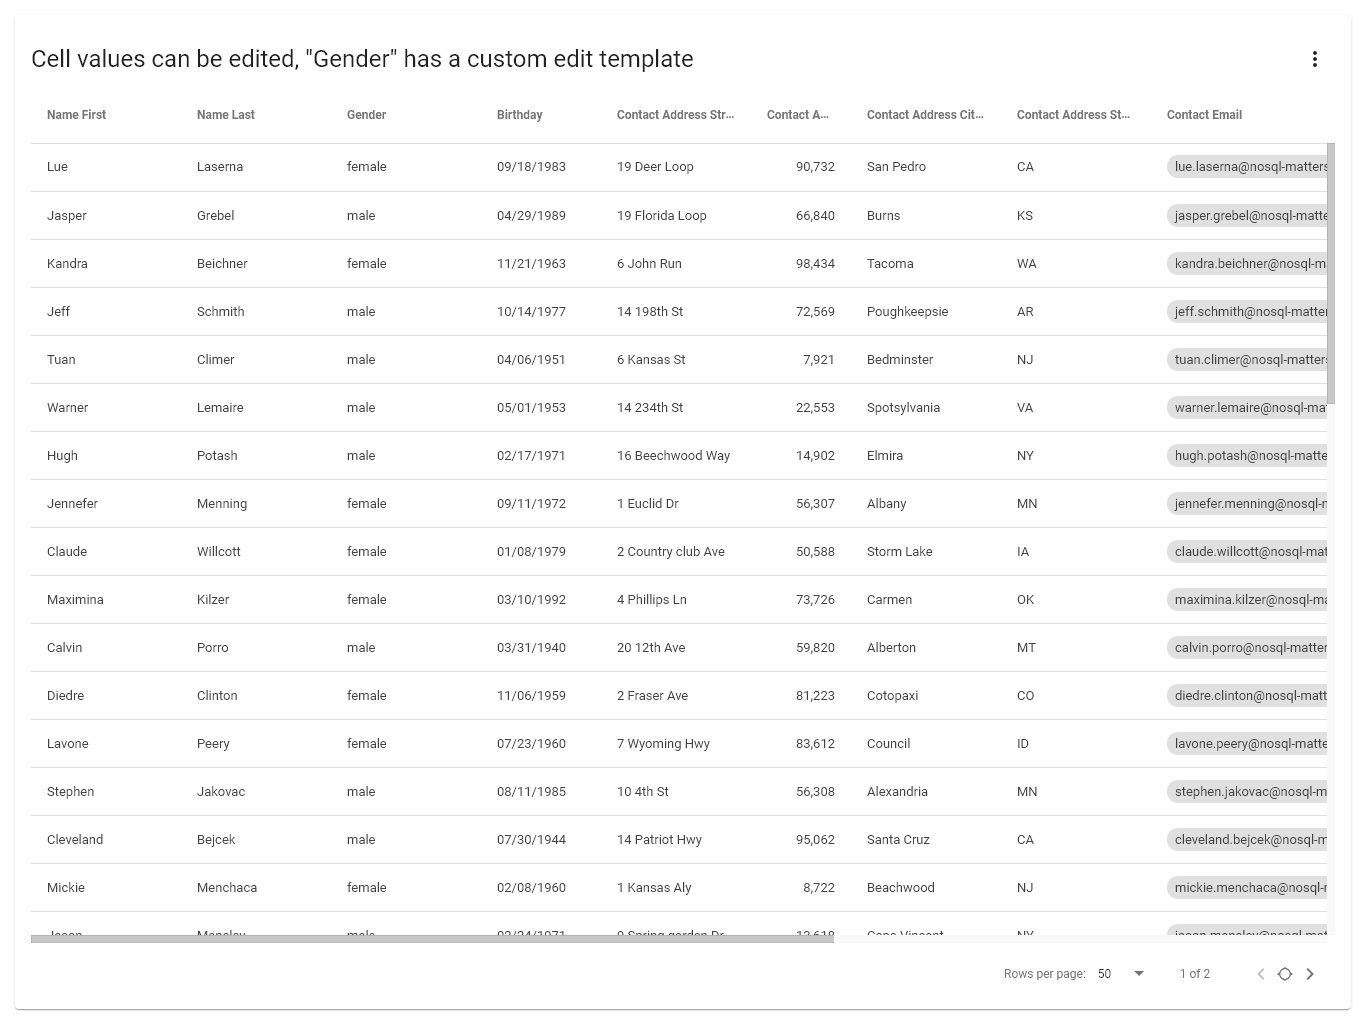 Cell values can be edited, "Gender" has a custom edit template
Name First Name Last Gender Birthday Contact Address Str... Contact A... Contact Address Cit... Contact Address St... Contact Email
Lue Laserna female 09/18/1983 19 Deer Loop 90,732 San Pedro CA lue.laserna@nosql-matters
Jasper Grebel male 04/29/1989 19 Florida Loop 66,840 Burns KS jasper.grebel@nosql-matte
Kandra Beichner female 11/21/1963 6 John Run 98,434 Tacoma WA kandra.beichner@nosql-m
Jeff Schmith male 10/14/1977 14 198th St 72,569 Poughkeepsie AR jeff.schmith@nosql-matter
Tuan Climer male 04/06/1951 6 Kansas St 7,921 Bedminster NJ tuan.climer@nosql-matters
Warner Lemaire male 05/01/1953 14 234th St 22,553 Spotsylvania VA warner.lemaire@nosql-mat
Hugh Potash male 02/17/1971 16 Beechwood Way 14,902 Elmira NY hugh.potash@nosql-matte
Jennefer Menning female 09/11/1972 1 Euclid Dr 56,307 Albany MN jennefer.menning@nosql-m
Claude Willcott female 01/08/1979 2 Country club Ave 50,588 Storm Lake IA claude.willcott@nosql-mat
Maximina Kilzer female 03/10/1992 4 Phillips Ln 73,726 Carmen OK maximina.kilzer@nosql-ma
Calvin Porro male 03/31/1940 20 12th Ave 59,820 Alberton MT calvin.porro@nosql-matter
Diedre Clinton female 11/06/1959 2 Fraser Ave 81,223 Cotopaxi CO diedre.clinton@nosql-matt
Lavone Peery female 07/23/1960 7 Wyoming Hwy 83,612 Council ID lavone.peery@nosql-matte
Stephen Jakovac male 08/11/1985 10 4th St 56,308 Alexandria MN stephen.jakovac@nosql-m
Cleveland Bejcek male 07/30/1944 14 Patriot Hwy 95,062 Santa Cruz CA cleveland.bejcek@nosql-m
Mickie Menchaca female 02/08/1960 1 Kansas Aly 8,722 Beachwood NJ mickie.menchaca@nosql-r
Rows per page: 50 1 of 2